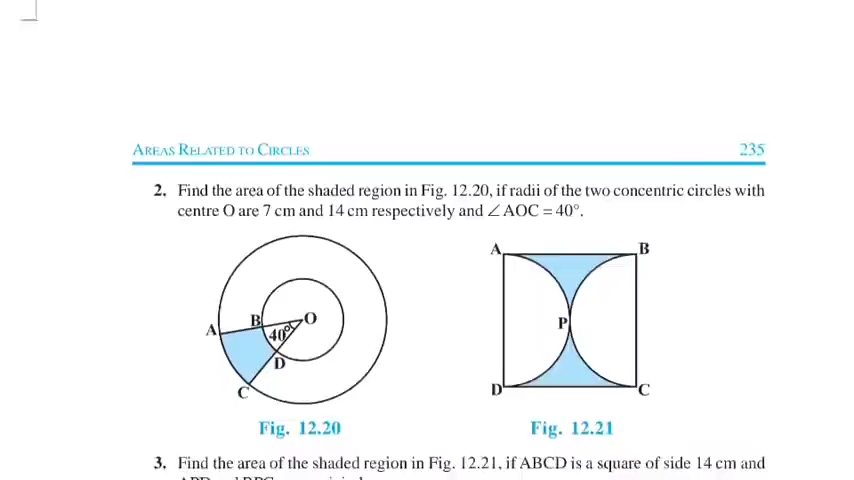 AREAS RELATED TO CIRCLES 235
2. Find the area of the shaded region in Fig. 12.20, if radii of the two concentric circles with
centre O are 7 cm and 14 cm respectively and ∠AOC = 40°.
A B
B O
A 40° P
D
C D C
Fig. 12.20 Fig. 12.21
3. Find the area of the shaded region in Fig. 12.21, if ABCD is a square of side 14 cm and